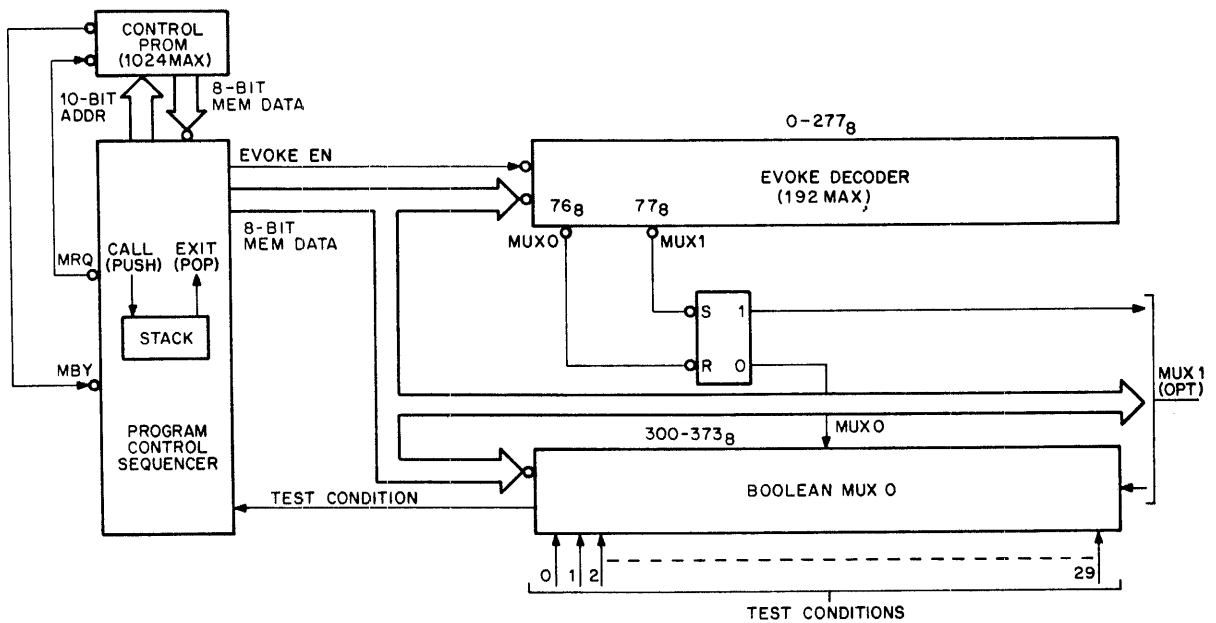 CONTROL
PROM
(1024 MAX)
10-BIT
ADDR
8-BIT
MEM DATA
EVOKE EN
8-BIT
MEM DATA
0-277₈
EVOKE DECODER
(192 MAX)
76₈
77₈
MUX0
MUX1
MRQ
CALL
(PUSH)
EXIT
(POP)
STACK
MBY
PROGRAM
CONTROL
SEQUENCER
S 1
R 0
MUX 1
(OPT)
300-373₈
MUX0
BOOLEAN MUX 0
TEST CONDITION
0 1 2 29
TEST CONDITIONS